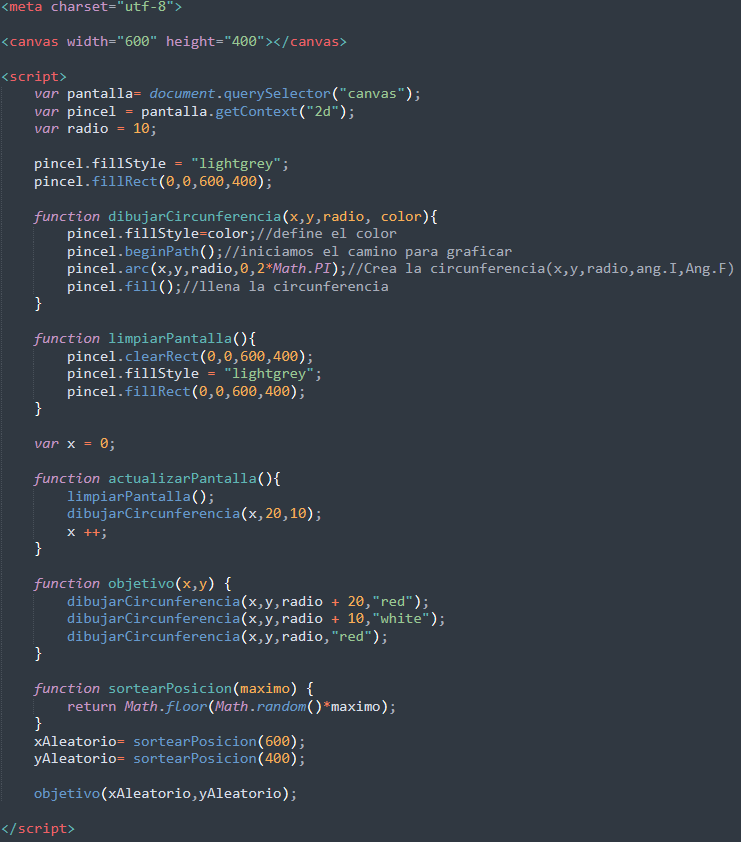 <meta charset="utf-8">
<canvas width="600" height="400"></canvas>
<script>
var pantalla= document.querySelector("canvas");
var pincel = pantalla.getContext("2d");
var radio = 10;
pincel.fillStyle = "lightgrey";
pincel.fillRect(0,0,600,400);
function dibujarCircunferencia(x,y,radio, color){
pincel.fillStyle=color;//define el color
pincel.beginPath();//iniciamos el camino para graficar
pincel.arc(x,y,radio,0,2*Math.PI);//Crea la circunferencia(x,y,radio,ang.I,Ang.F)
pincel.fill();//llena la circunferencia
}
function limpiarPantalla(){
pincel.clearRect(0,0,600,400);
pincel.fillStyle = "lightgrey";
pincel.fillRect(0,0,600,400);
}
var x = 0;
function actualizarPantalla(){
limpiarPantalla();
dibujarCircunferencia(x,20,10);
x ++;
}
function objetivo(x,y) {
dibujarCircunferencia(x,y,radio + 20,"red");
dibujarCircunferencia(x,y,radio + 10,"white");
dibujarCircunferencia(x,y,radio,"red");
}
function sortearPosicion(maximo) {
return Math.floor(Math.random()*maximo);
}
xAleatorio= sortearPosicion(600);
yAleatorio= sortearPosicion(400);
objetivo(xAleatorio,yAleatorio);
</script>